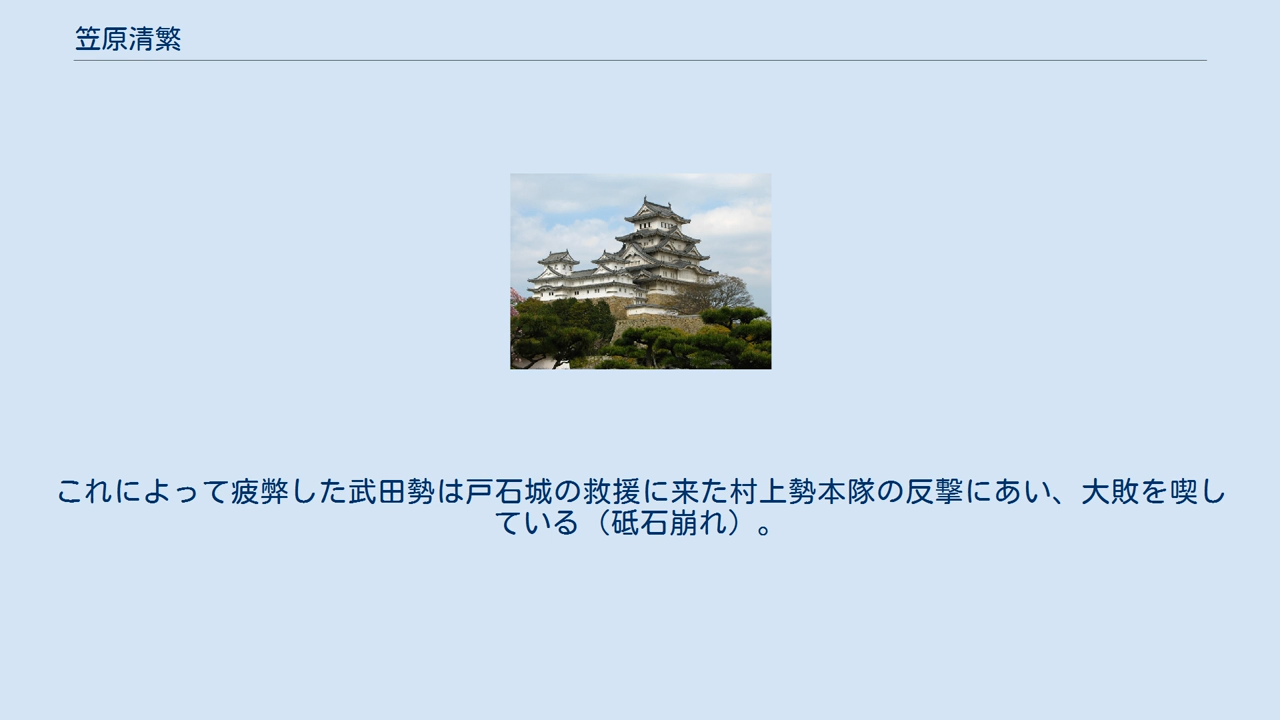 笠原清繁
これによって疲弊した武田勢は戸石城の救援に来た村上勢本隊の反撃にあい、大敗を喫し
ている（砥石崩れ）。